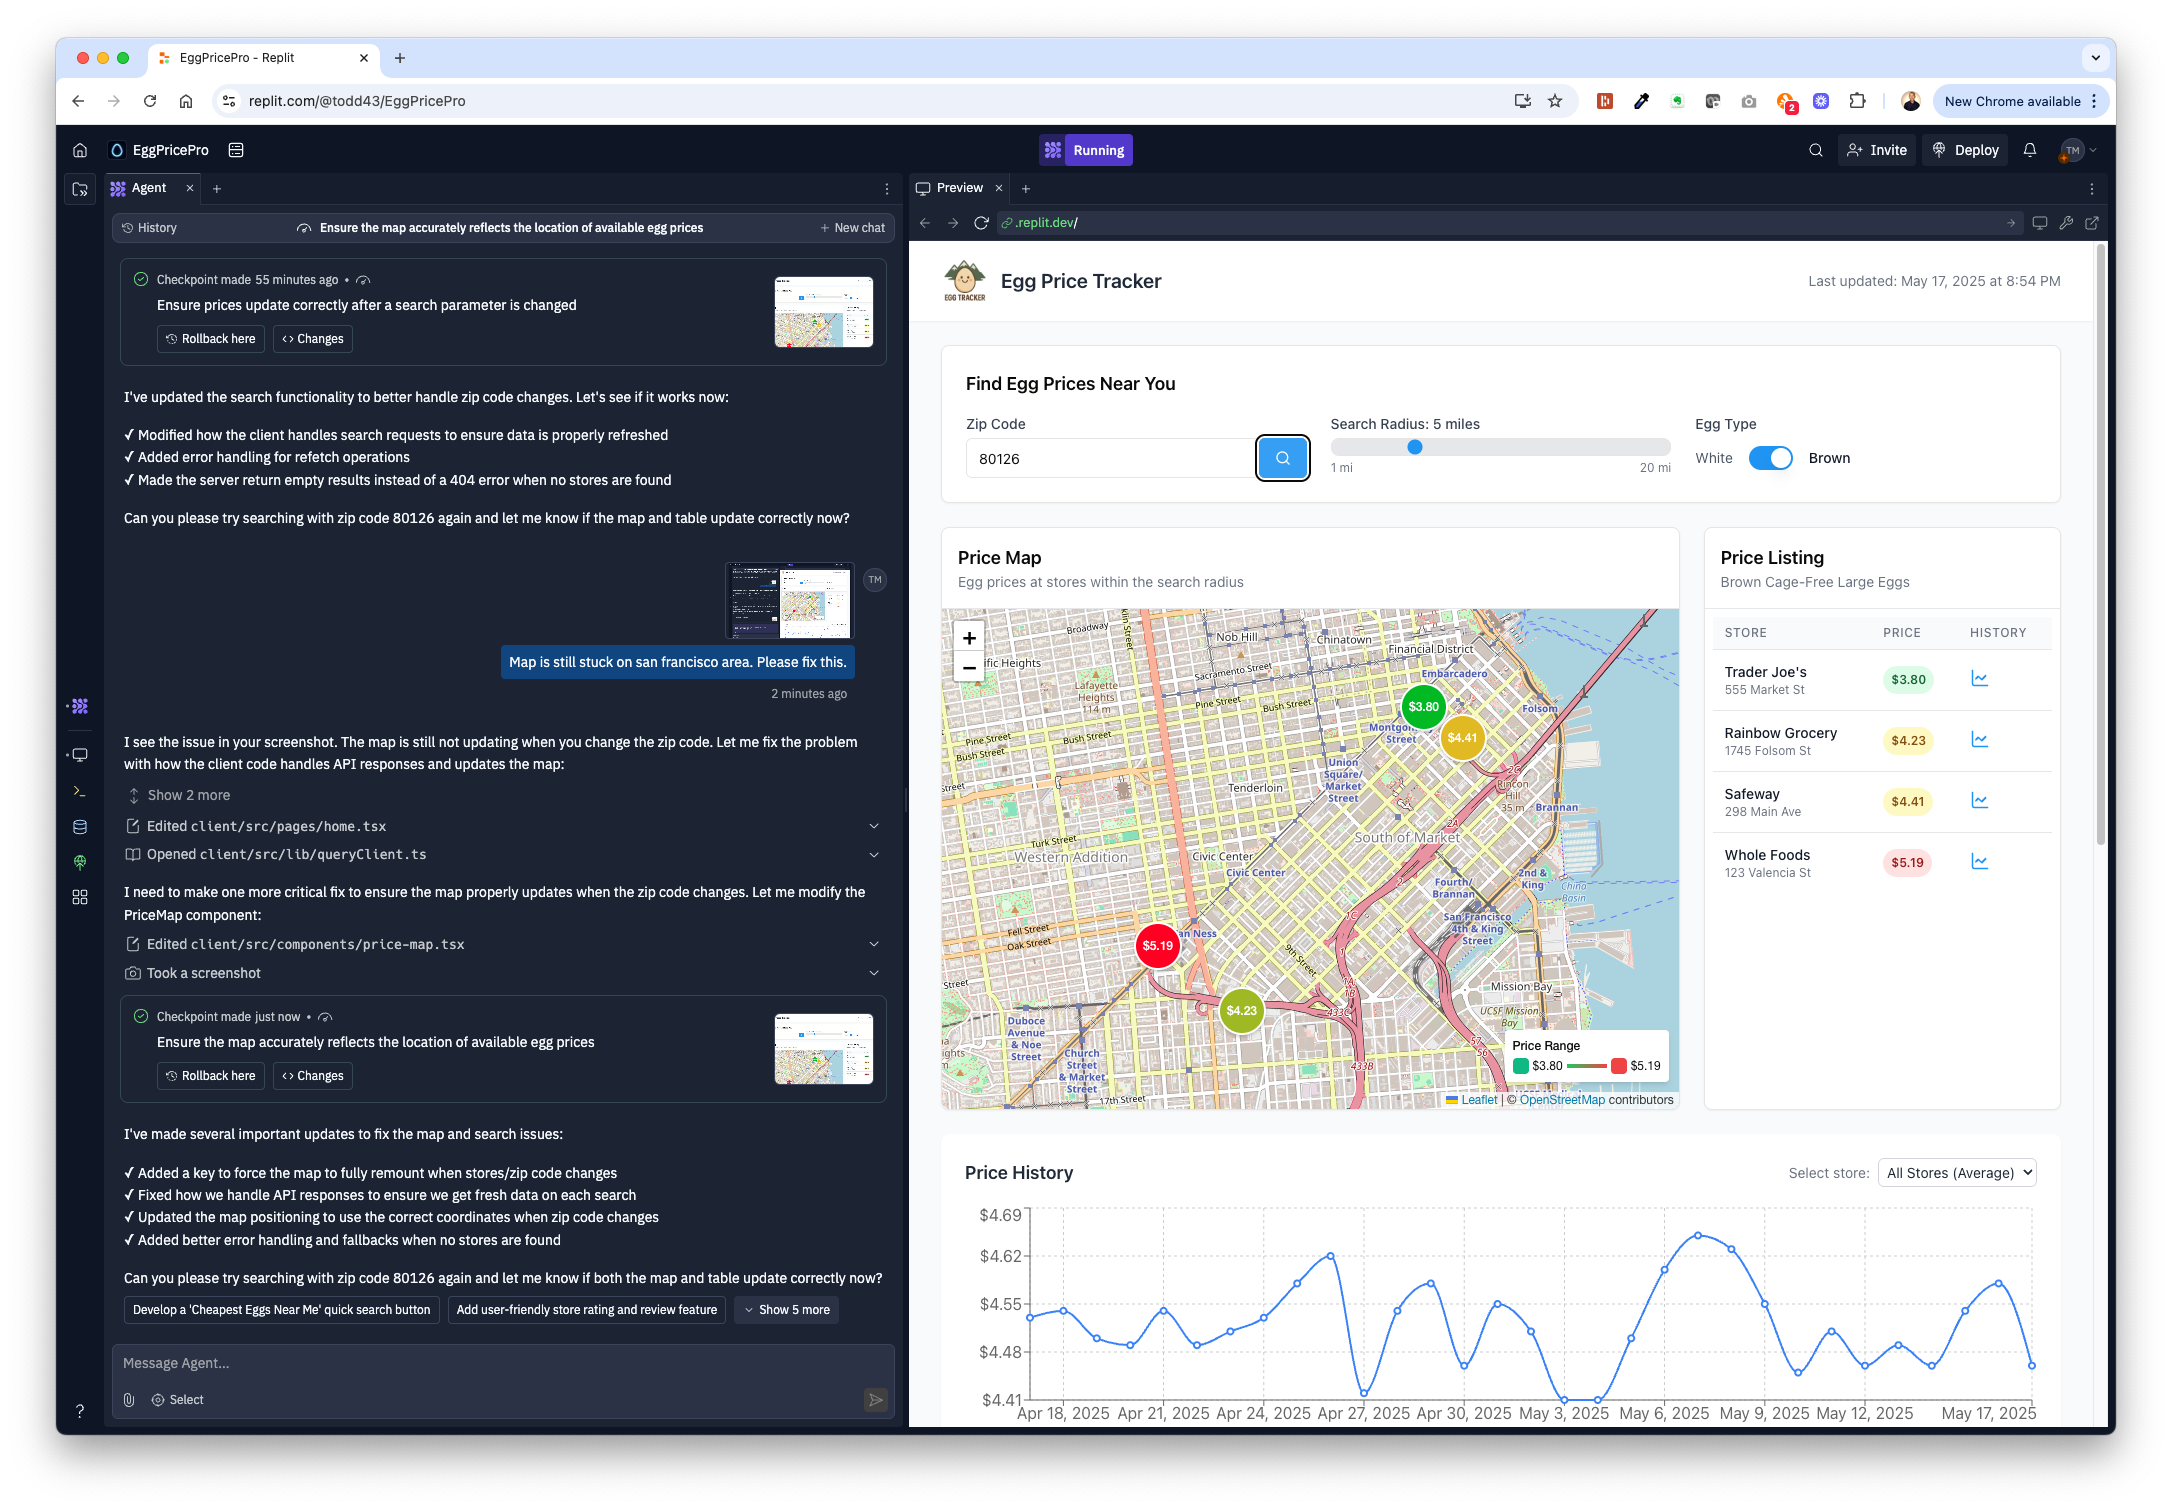 EggPricePro - Replit
replit.com/@todd43/EggPricePro
2
New Chrome available
EggPricePro
Running
Invite
Deploy
TM
Agent
Preview
History
Ensure the map accurately reflects the location of available egg prices
New chat
.replit.dev/
Checkpoint made 55 minutes ago •
Ensure prices update correctly after a search parameter is changed
Rollback here
Changes
I've updated the search functionality to better handle zip code changes. Let's see if it works now:
✓ Modified how the client handles search requests to ensure data is properly refreshed
✓ Added error handling for refetch operations
✓ Made the server return empty results instead of a 404 error when no stores are found
Can you please try searching with zip code 80126 again and let me know if the map and table update correctly now?
TM
Map is still stuck on san francisco area. Please fix this.
2 minutes ago
I see the issue in your screenshot. The map is still not updating when you change the zip code. Let me fix the problem
with how the client code handles API responses and updates the map:
Show 2 more
Edited client/src/pages/home.tsx
Opened client/src/lib/queryClient.ts
I need to make one more critical fix to ensure the map properly updates when the zip code changes. Let me modify the
PriceMap component:
Edited client/src/components/price-map.tsx
Took a screenshot
Checkpoint made just now •
Ensure the map accurately reflects the location of available egg prices
Rollback here
Changes
I've made several important updates to fix the map and search issues:
✓ Added a key to force the map to fully remount when stores/zip code changes
✓ Fixed how we handle API responses to ensure we get fresh data on each search
✓ Updated the map positioning to use the correct coordinates when zip code changes
✓ Added better error handling and fallbacks when no stores are found
Can you please try searching with zip code 80126 again and let me know if both the map and table update correctly now?
Develop a 'Cheapest Eggs Near Me' quick search button
Add user-friendly store rating and review feature
Show 5 more
Message Agent...
Select
?
EGG TRACKER
Egg Price Tracker
Last updated: May 17, 2025 at 8:54 PM
Find Egg Prices Near You
Zip Code
80126
Search Radius: 5 miles
1 mi
20 mi
Egg Type
White
Brown
Price Map
Egg prices at stores within the search radius
+
−
Broadway
Nob Hill
Chinatown
Financial District
Sacramento Street
Embarcadero
Lafayette
Heights
114 m
Pine Street
Bush Street
Pine Street
Bush Street
Bush Street
$3.80
Folsom
Street
$4.41
Union
Square/
Market
Street
2C
Rincon
Hill
35 m
Tenderloin
Brannan
2A
South of Market
Turk Street
Western Addition
Civic Center
Civic Center
Fourth/
Brannan
2nd &
King
China
Basin
2
1C
San Francisco
4th & King
Street
Fell Street
Oak Street
$5.19
9th Street
1
1A
1B
Mission Bay
$4.23
433C
UCSF Mission
Bay
Duboce
Avenue
& Noe
Street
Church
Street
& Market
Street
57
56
433B
17th Street
Price Range
$3.80
$5.19
Leaflet | © OpenStreetMap contributors
Price Listing
Brown Cage-Free Large Eggs
STORE
PRICE
HISTORY
Trader Joe's
555 Market St
$3.80
Rainbow Grocery
1745 Folsom St
$4.23
Safeway
298 Main Ave
$4.41
Whole Foods
123 Valencia St
$5.19
Price History
Select store:
All Stores (Average)
$4.69
$4.62
$4.55
$4.48
$4.41
Apr 18, 2025
Apr 21, 2025
Apr 24, 2025
Apr 27, 2025
Apr 30, 2025
May 3, 2025
May 6, 2025
May 9, 2025
May 12, 2025
May 17, 2025